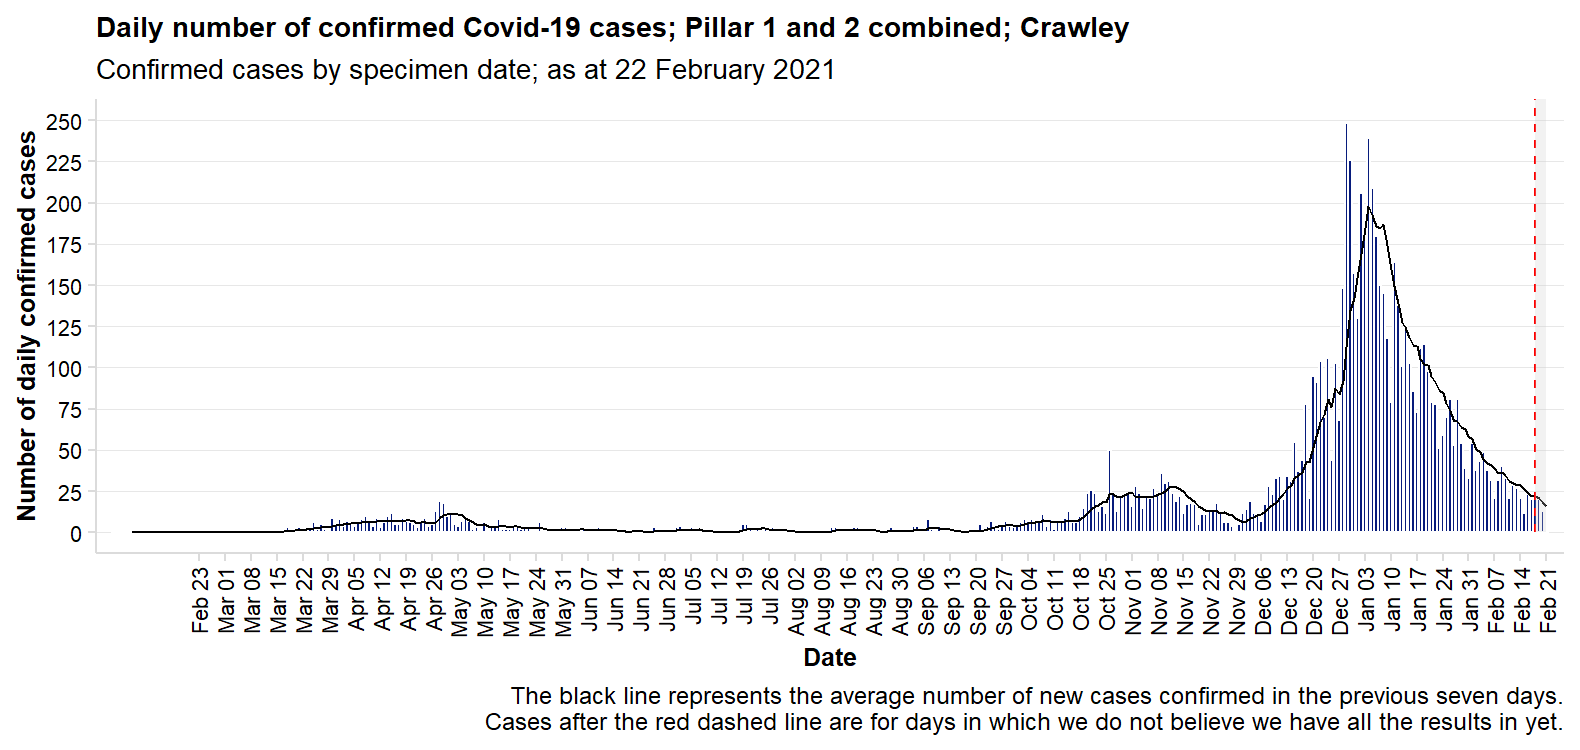 Daily number of confirmed Covid-19 cases; Pillar 1 and 2 combined; Crawley
Confirmed cases by specimen date; as at 22 February 2021
Number of daily confirmed cases
250
225
200
175
150
125
100
75
50
25
0
Feb 23
Mar 01
Mar 08
Mar 15
Mar 22
Mar 29
Apr 05
Apr 12
Apr 19
Apr 26
May 03
May 10
May 17
May 24
May 31
Jun 07
Jun 14
Jun 21
Jun 28
Jul 05
Jul 12
Jul 19
Jul 26
Aug 02
Aug 09
Aug 16
Aug 23
Aug 30
Sep 06
Sep 13
Sep 20
Sep 27
Oct 04
Oct 11
Oct 18
Oct 25
Nov 01
Nov 08
Nov 15
Nov 22
Nov 29
Dec 06
Dec 13
Dec 20
Dec 27
Jan 03
Jan 10
Jan 17
Jan 24
Jan 31
Feb 07
Feb 14
Feb 21
Date
The black line represents the average number of new cases confirmed in the previous seven days.
Cases after the red dashed line are for days in which we do not believe we have all the results in yet.